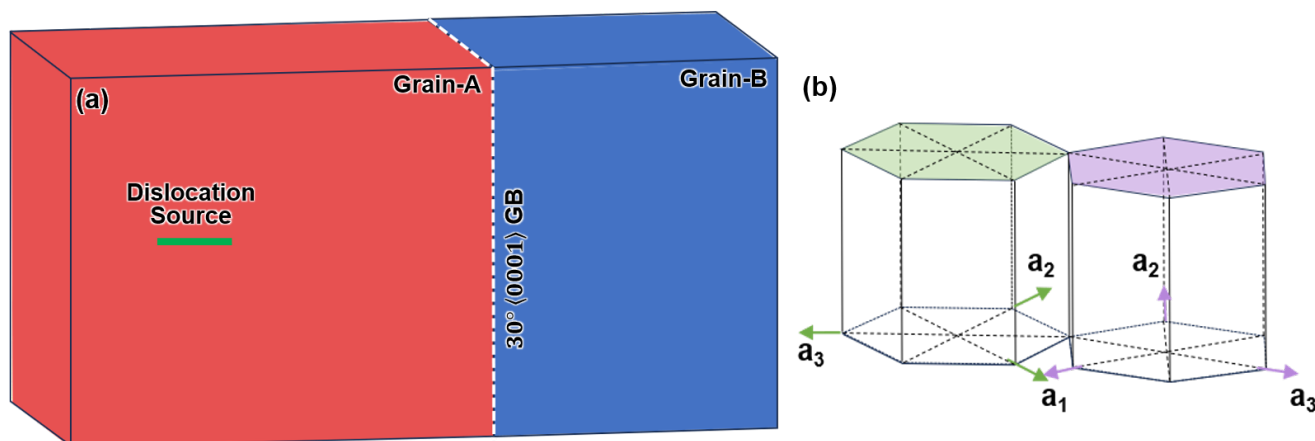 (a)
Grain-A
Grain-B
Dislocation
Source
30° ⟨0001⟩ GB
(b)
a₂
a₂
a₃
a₁
a₃